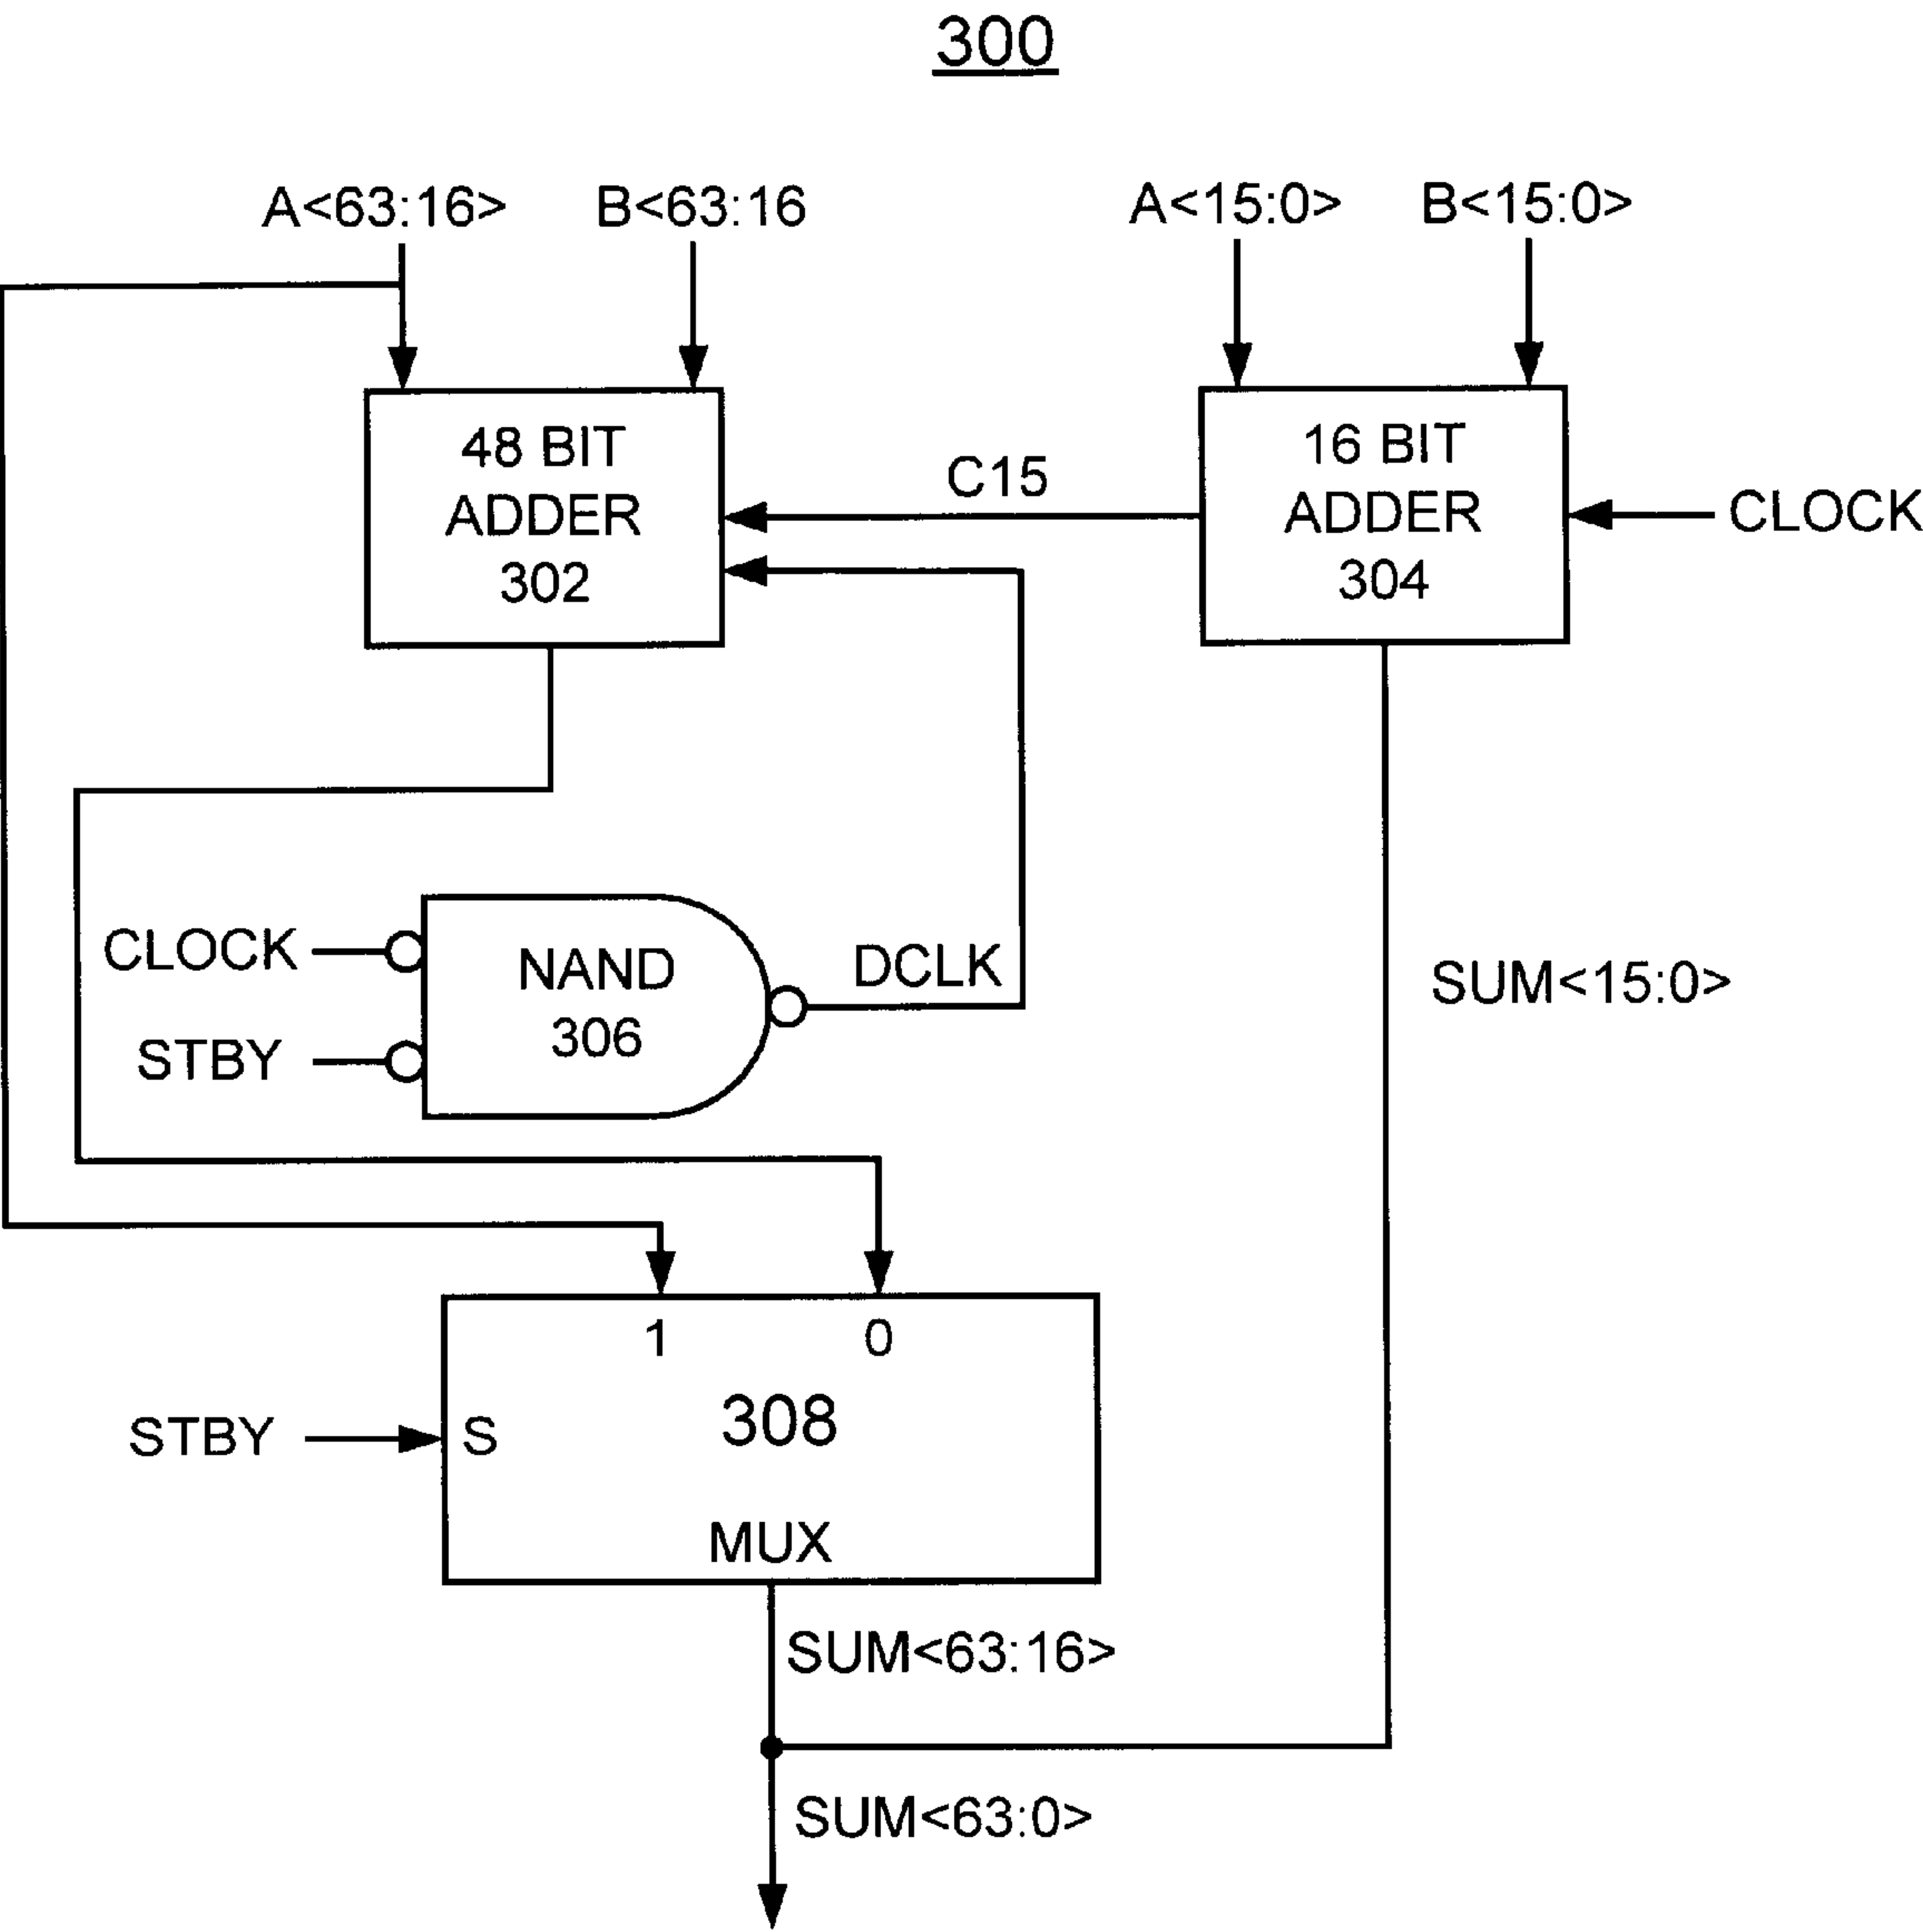 300
A<63:16>
B<63:16
A<15:0>
B<15:0>
48 BIT
ADDER
302
C15
16 BIT
ADDER
304
CLOCK
CLOCK
STBY
NAND
306
DCLK
SUM<15:0>
1
0
STBY
S
308
MUX
SUM<63:16>
SUM<63:0>